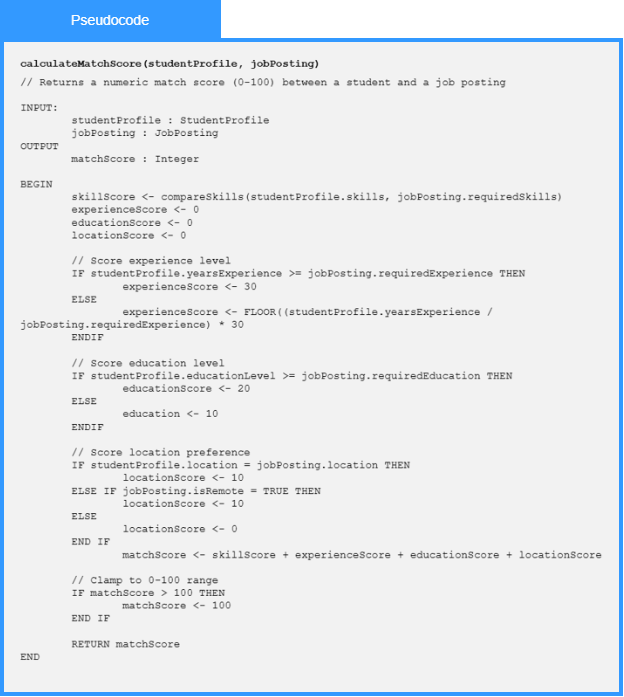 Pseudocode
calculateMatchScore(studentProfile, jobPosting)
// Returns a numeric match score (0-100) between a student and a job posting
INPUT:
studentProfile : StudentProfile
jobPosting : JobPosting
OUTPUT
matchScore : Integer
BEGIN
skillScore <- compareSkills(studentProfile.skills, jobPosting.requiredSkills)
experienceScore <- 0
educationScore <- 0
locationScore <- 0
// Score experience level
IF studentProfile.yearsExperience >= jobPosting.requiredExperience THEN
experienceScore <- 30
ELSE
experienceScore <- FLOOR((studentProfile.yearsExperience /
jobPosting.requiredExperience) * 30
ENDIF
// Score education level
IF studentProfile.educationLevel >= jobPosting.requiredEducation THEN
educationScore <- 20
ELSE
education <- 10
ENDIF
// Score location preference
IF studentProfile.location = jobPosting.location THEN
locationScore <- 10
ELSE IF jobPosting.isRemote = TRUE THEN
locationScore <- 10
ELSE
locationScore <- 0
END IF
matchScore <- skillScore + experienceScore + educationScore + locationScore
// Clamp to 0-100 range
IF matchScore > 100 THEN
matchScore <- 100
END IF
RETURN matchScore
END